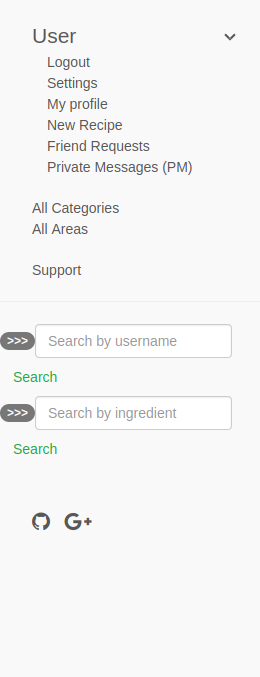 User
Logout
Settings
My profile
New Recipe
Friend Requests
Private Messages (PM)
All Categories
All Areas
Support
>>> Search by username
Search
>>> Search by ingredient
Search
G+